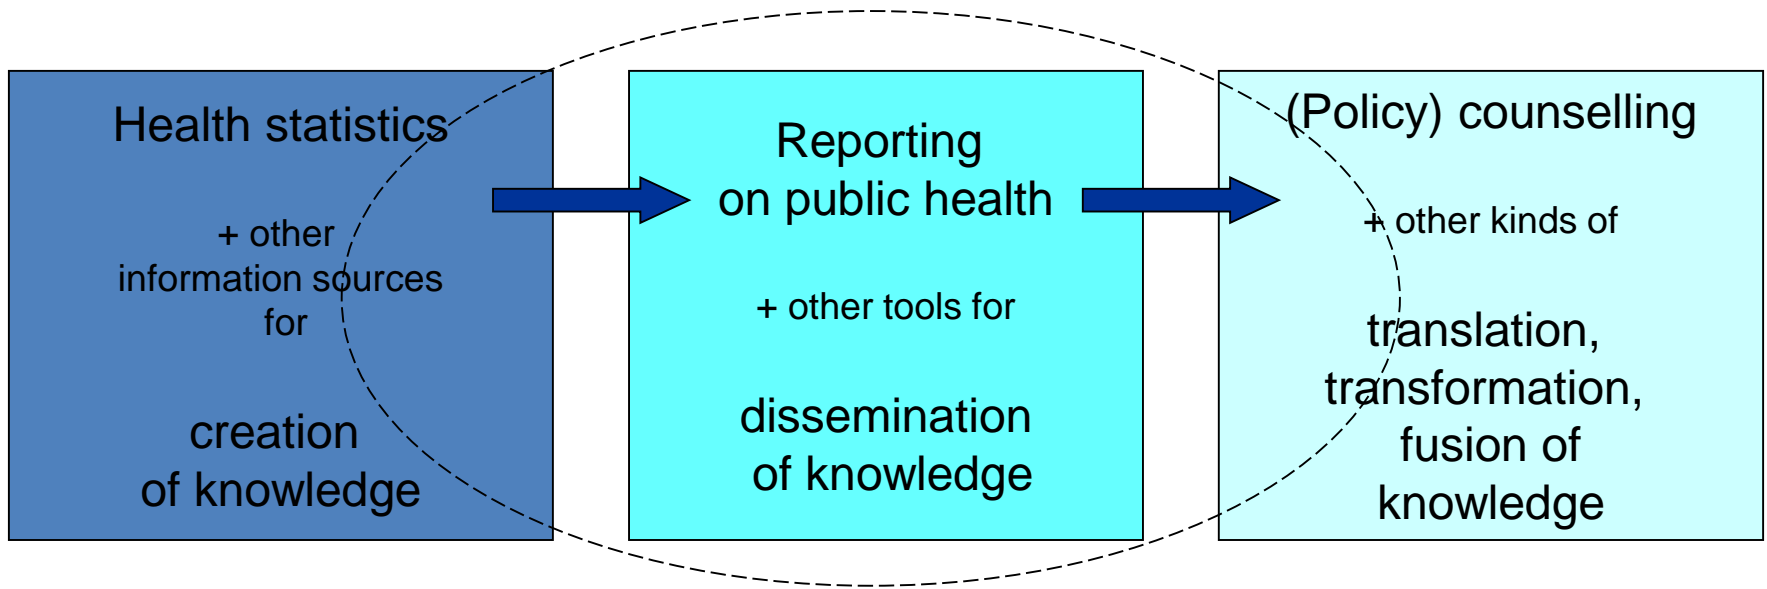 Health statistics
+ other
information sources
for
creation
of knowledge
Reporting
on public health
+ other tools for
dissemination
of knowledge
(Policy) counselling
+ other kinds of
translation,
transformation,
fusion of
knowledge